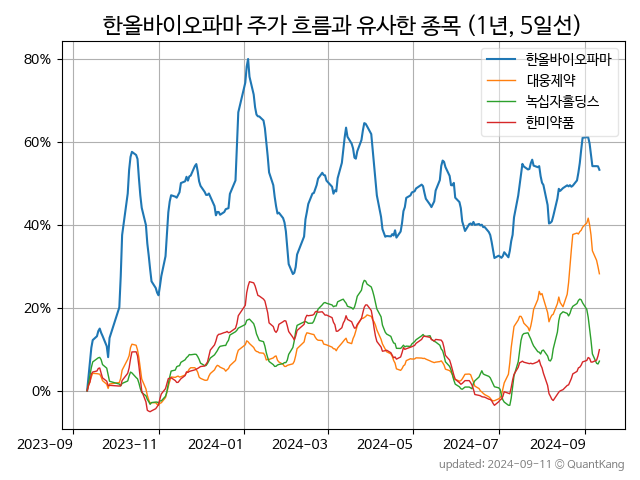 한올바이오파마 주가 흐름과 유사한 종목 (1년, 5일선)
한올바이오파마
대웅제약
녹십자홀딩스
한미약품
80%
60%
40%
20%
0%
2023-09
2023-11
2024-01
2024-03
2024-05
2024-07
2024-09
updated: 2024-09-11 © QuantKang